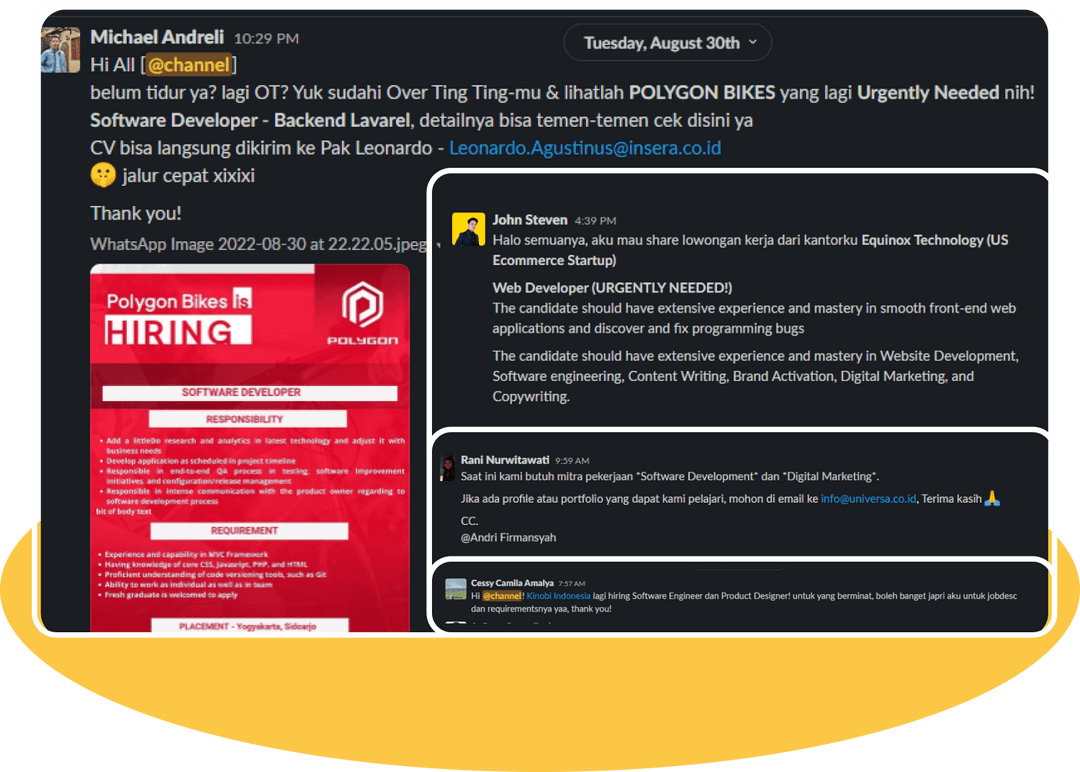 Michael Andreli 10:29 PM
Tuesday, August 30th
Hi All [@channel]
belum tidur ya? lagi OT? Yuk sudahi Over Ting Ting-mu & lihatlah POLYGON BIKES yang lagi Urgently Needed nih!
Software Developer - Backend Lavarel, detailnya bisa temen-temen cek disini ya
CV bisa langsung dikirim ke Pak Leonardo - Leonardo.Agustinus@insera.co.id
🤫 jalur cepat xixixi
Thank you!
WhatsApp Image 2022-08-30 at 22.22.05.jpeg
Polygon Bikes is
HIRING
POLYGON
SOFTWARE DEVELOPER
RESPONSIBILITY
• Add a littleDo research and analytics in latest technology and adjust it with
business needs
• Develop application as scheduled in project timeline
• Responsible in end-to-end QA process in testing, software Improvement
Initiatives, and configuration/release management
• Responsible in intense communication with the product owner regarding to
software development process
bit of body text
REQUIREMENT
• Experience and capability in MVC Framework
• Having knowledge of core CSS, Javasript, PHP, and HTML
• Proficient understanding of code versioning tools, such as Git
• Ability to work as individual as well as in team
• Fresh graduate is welcomed to apply
PLACEMENT - Yogyakarta, Sidoarjo
John Steven 4:39 PM
Halo semuanya, aku mau share lowongan kerja dari kantorku Equinox Technology (US
Ecommerce Startup)
Web Developer (URGENTLY NEEDED!)
The candidate should have extensive experience and mastery in smooth front-end web
applications and discover and fix programming bugs
The candidate should have extensive experience and mastery in Website Development,
Software engineering, Content Writing, Brand Activation, Digital Marketing, and
Copywriting.
Rani Nurwitawati 9:59 AM
Saat ini kami butuh mitra pekerjaan *Software Development* dan *Digital Marketing*.
Jika ada profile atau portfolio yang dapat kami pelajari, mohon di email ke info@universa.co.id, Terima kasih 🙏
CC.
@Andri Firmansyah
Cessy Camila Amalya 7:57 AM
Hi @channel! Kinobi Indonesia lagi hiring Software Engineer dan Product Designer! untuk yang berminat, boleh banget japri aku untuk jobdesc
dan requirementsnya yaa, thank you!